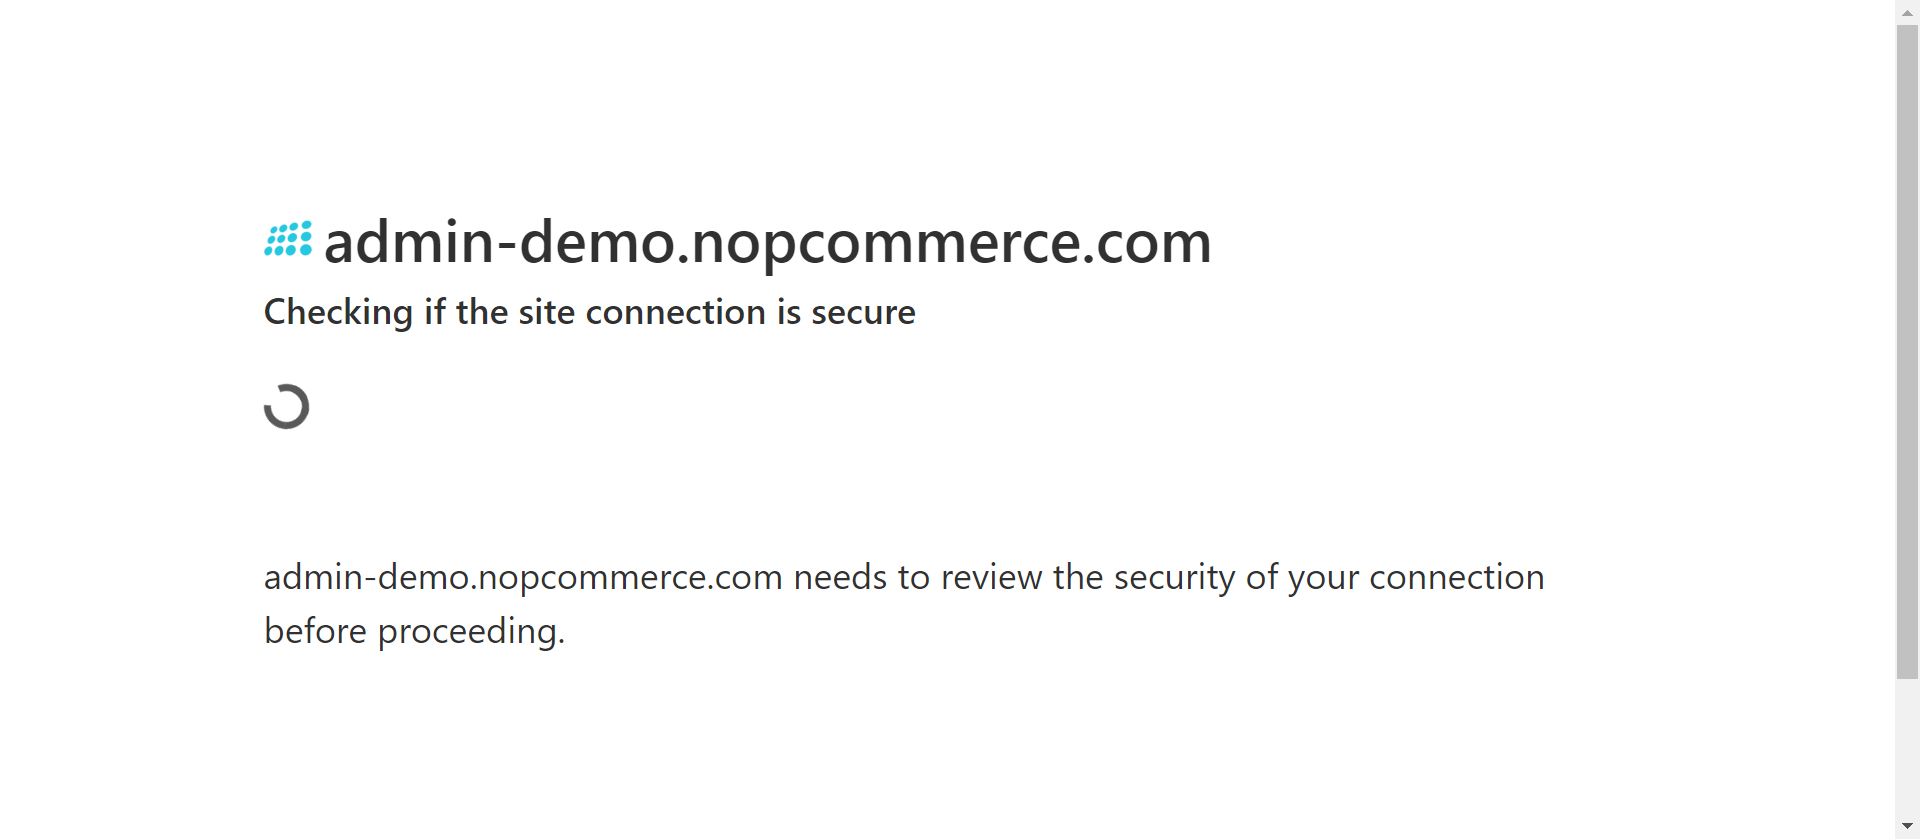 admin-demo.nopcommerce.com
Checking if the site connection is secure
admin-demo.nopcommerce.com needs to review the security of your connection
before proceeding.